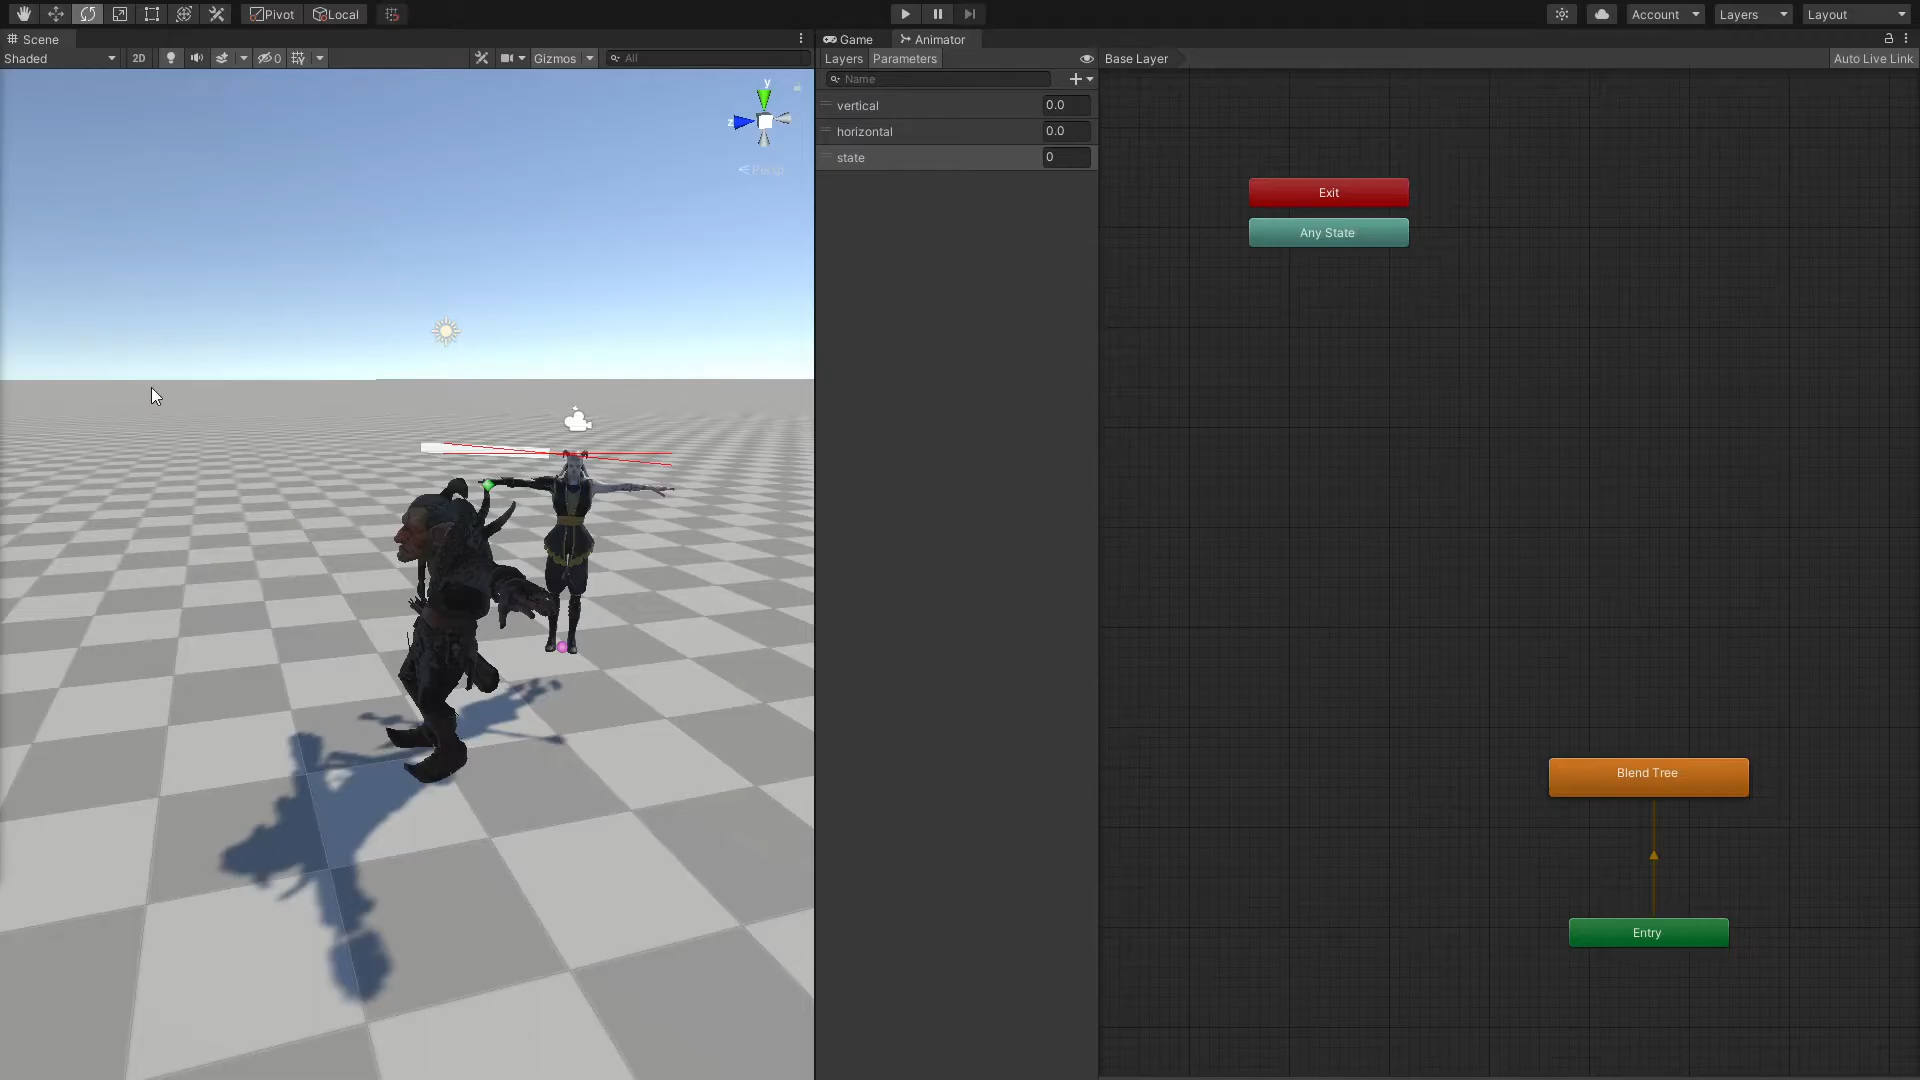 Pivot Local Account Layers Layout
Scene Game Animator
Shaded 2D 0 Gizmos All Layers Parameters Base Layer Auto Live Link
Name
vertical 0.0
horizontal 0.0
state 0
y
z
Persp
Exit
Any State
Blend Tree
Entry